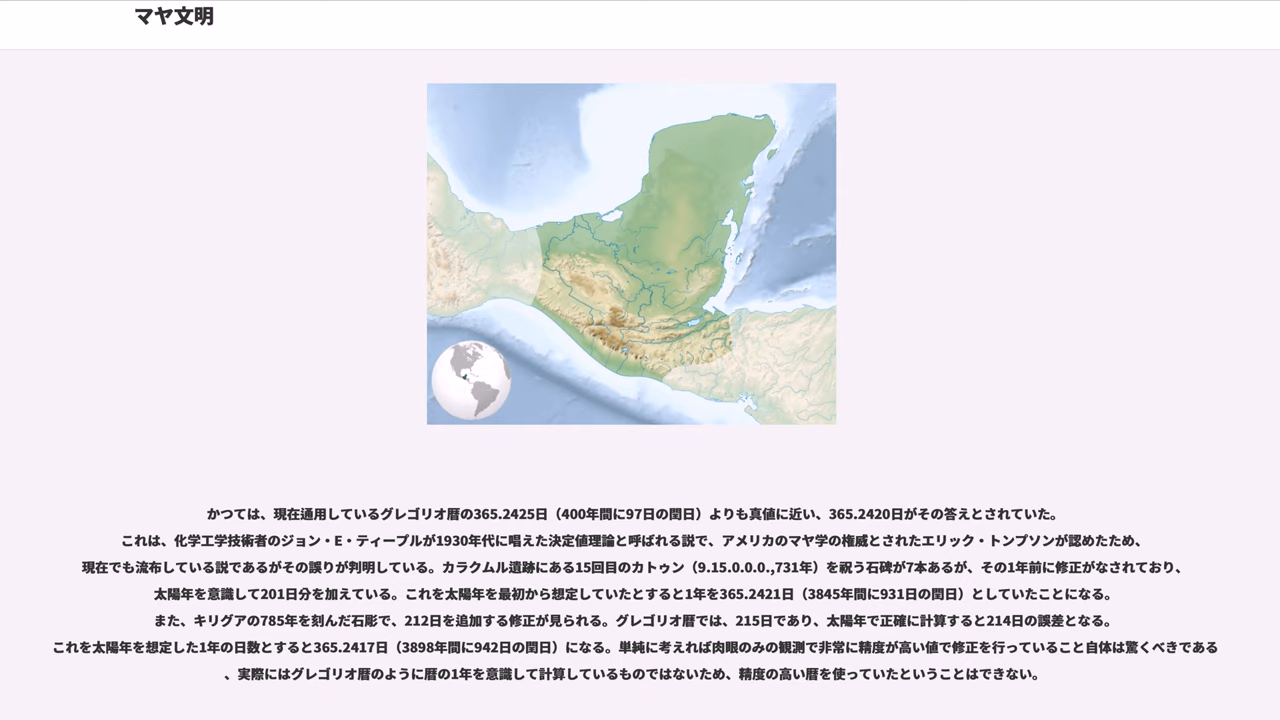 マヤ文明
かつては、現在通用しているグレゴリオ暦の365.2425日（400年間に97日の閏日）よりも真値に近い、365.2420日がその答えとされていた。
これは、化学工学技術者のジョン・E・ティープルが1930年代に唱えた決定値理論と呼ばれる説で、アメリカのマヤ学の権威とされたエリック・トンプソンが認めたため、
現在でも流布している説であるがその誤りが判明している。カラクムル遺跡にある15回目のカトゥン（9.15.0.0.0.,731年）を祝う石碑が7本あるが、その1年前に修正がなされており、
太陽年を意識して201日分を加えている。これを太陽年を最初から想定していたとすると1年を365.2421日（3845年間に931日の閏日）としていたことになる。
また、キリグアの785年を刻んだ石彫で、212日を追加する修正が見られる。グレゴリオ暦では、215日であり、太陽年で正確に計算すると214日の誤差となる。
これを太陽年を想定した1年の日数とすると365.2417日（3898年間に942日の閏日）になる。単純に考えれば肉眼のみの観測で非常に精度が高い値で修正を行っていること自体は驚くべきである
、実際にはグレゴリオ暦のように暦の1年を意識して計算しているものではないため、精度の高い暦を使っていたということはできない。